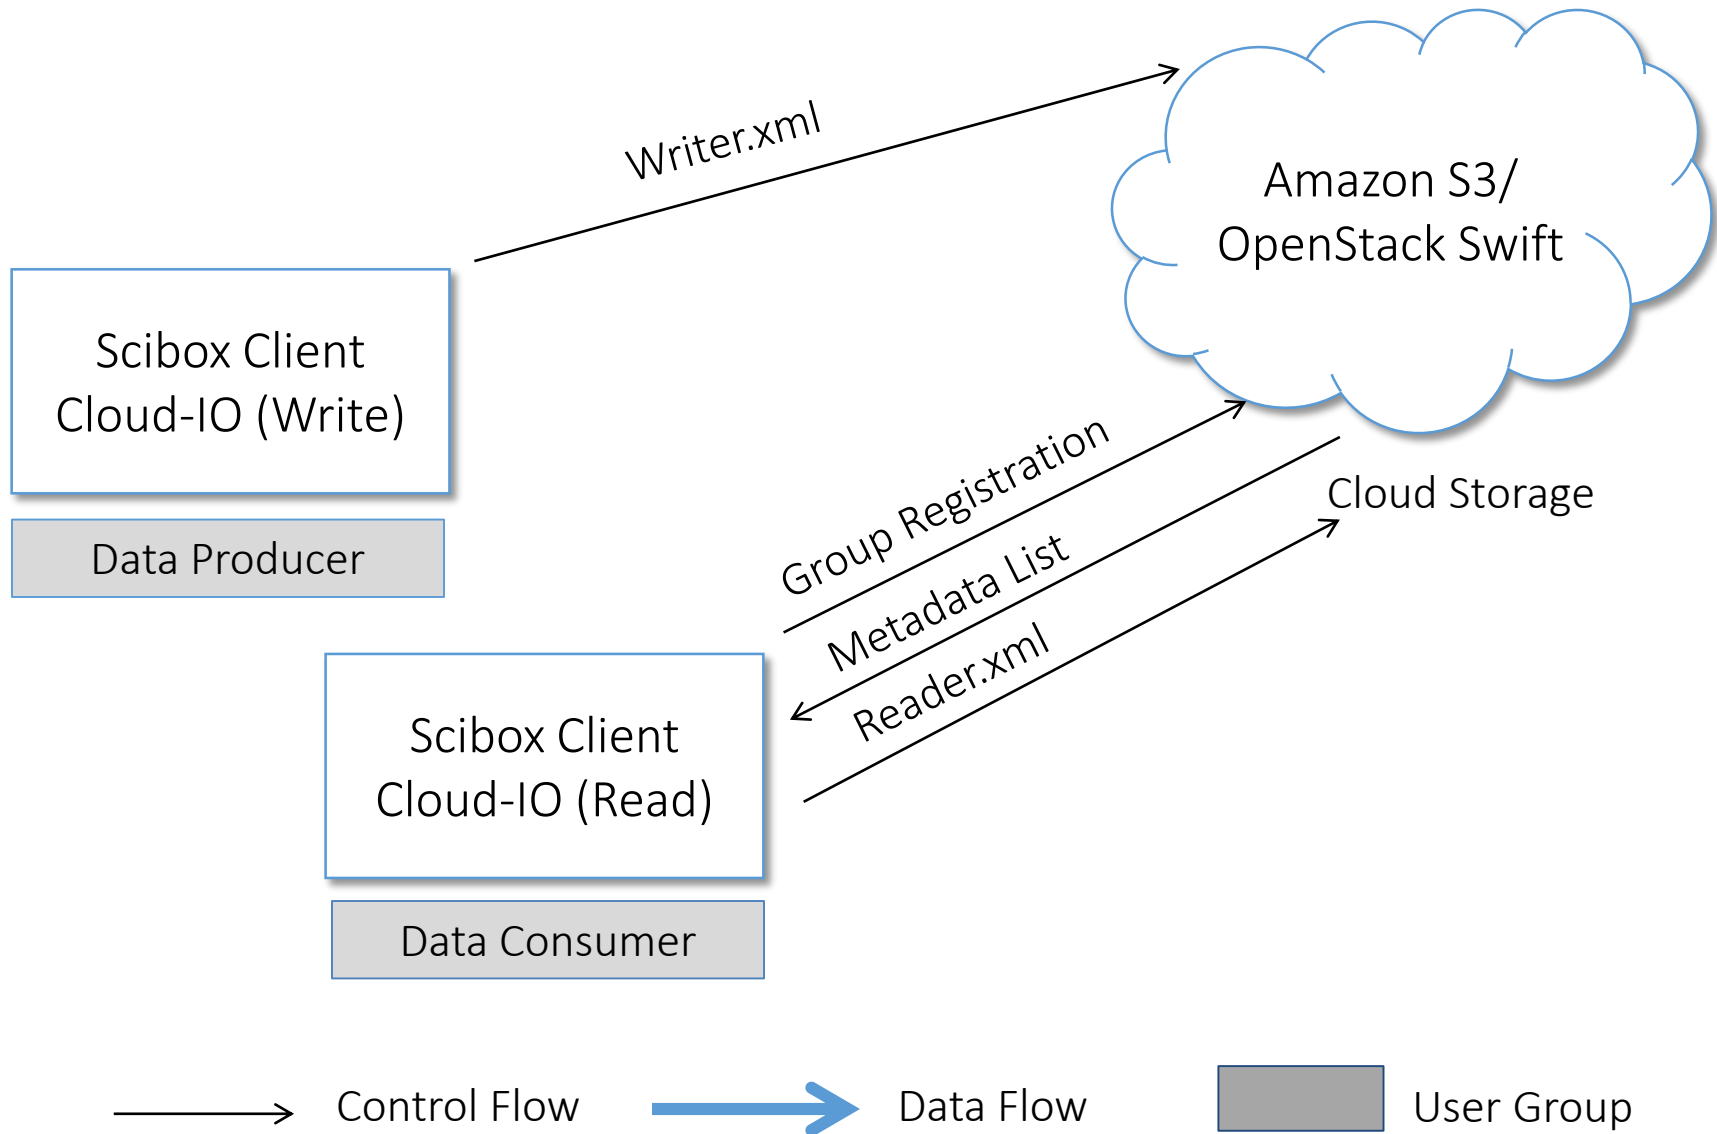 Writer.xml
Amazon S3/
OpenStack Swift
Scibox Client
Cloud-IO (Write)
Data Producer
Cloud Storage
Group Registration
Metadata List
Reader.xml
Scibox Client
Cloud-IO (Read)
Data Consumer
Control Flow
Data Flow
User Group